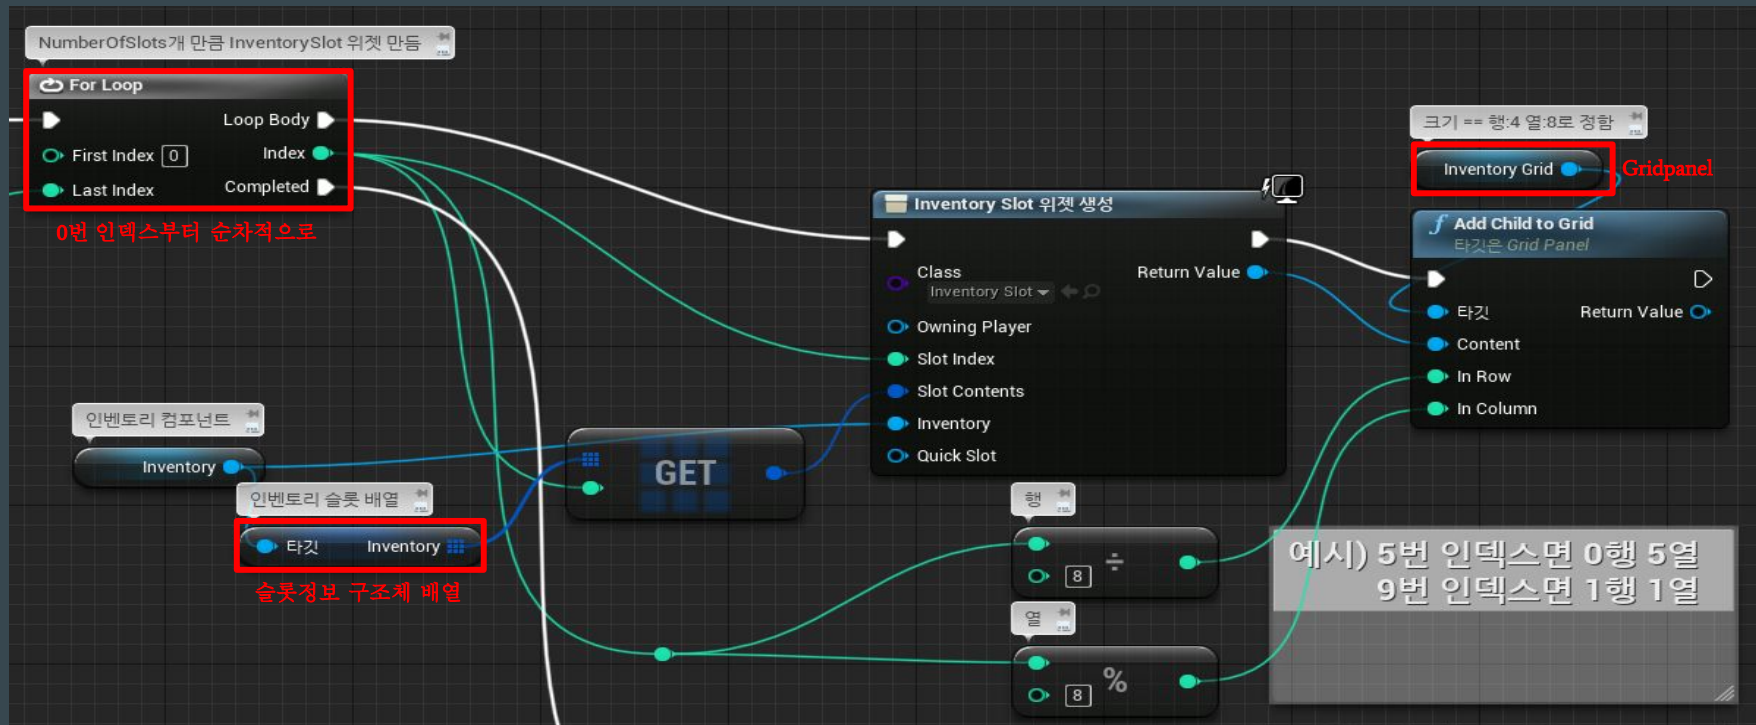 NumberOfSlots개 만큼 InventorySlot 위젯 만듬
For Loop
Loop Body
First Index 0
Index
Last Index
Completed
0번 인덱스부터 순차적으로
크기 == 행:4 열:8로 정함
Inventory Grid
Gridpanel
Inventory Slot 위젯 생성
Class
Inventory Slot
Return Value
Owning Player
Slot Index
Slot Contents
Inventory
Quick Slot
Add Child to Grid
타깃은 Grid Panel
타깃
Return Value
Content
In Row
In Column
인벤토리 컴포넌트
Inventory
인벤토리 슬롯 배열
타깃 Inventory
슬롯정보 구조체 배열
GET
행
8 ÷
열
8 %
예시) 5번 인덱스면 0행 5열
9번 인덱스면 1행 1열